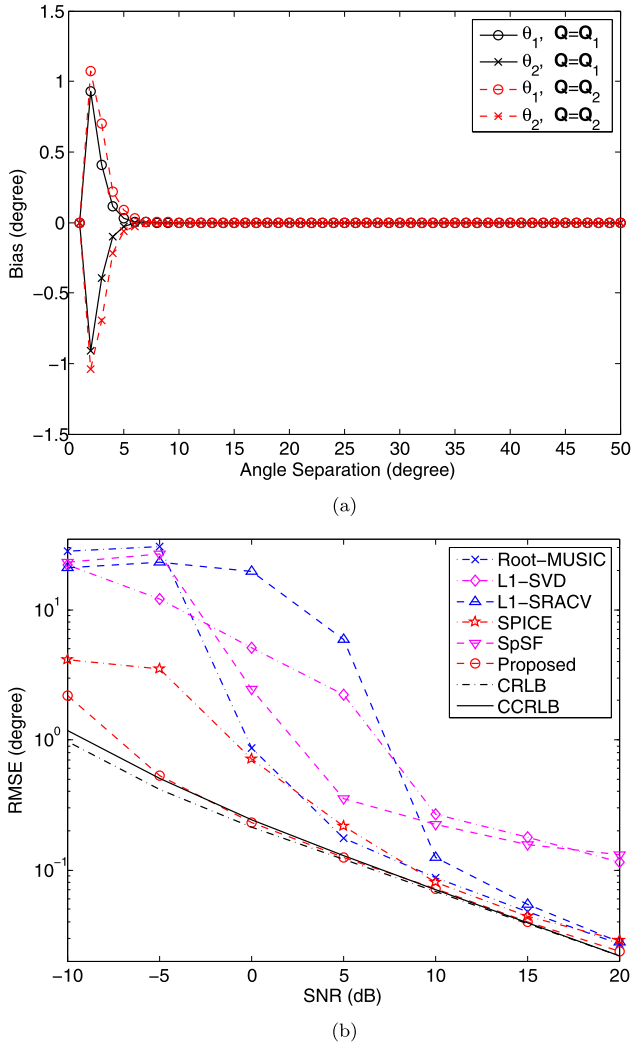 1.5
1
0.5
0
−0.5
−1
−1.5
Bias (degree)
0 5 10 15 20 25 30 35 40 45 50
Angle Separation (degree)
θ1, Q=Q1
θ2, Q=Q1
θ1, Q=Q2
θ2, Q=Q2
(a)
10^1
10^0
10^−1
RMSE (degree)
−10 −5 0 5 10 15 20
SNR (dB)
Root−MUSIC
L1−SVD
L1−SRACV
SPICE
SpSF
Proposed
CRLB
CCRLB
(b)